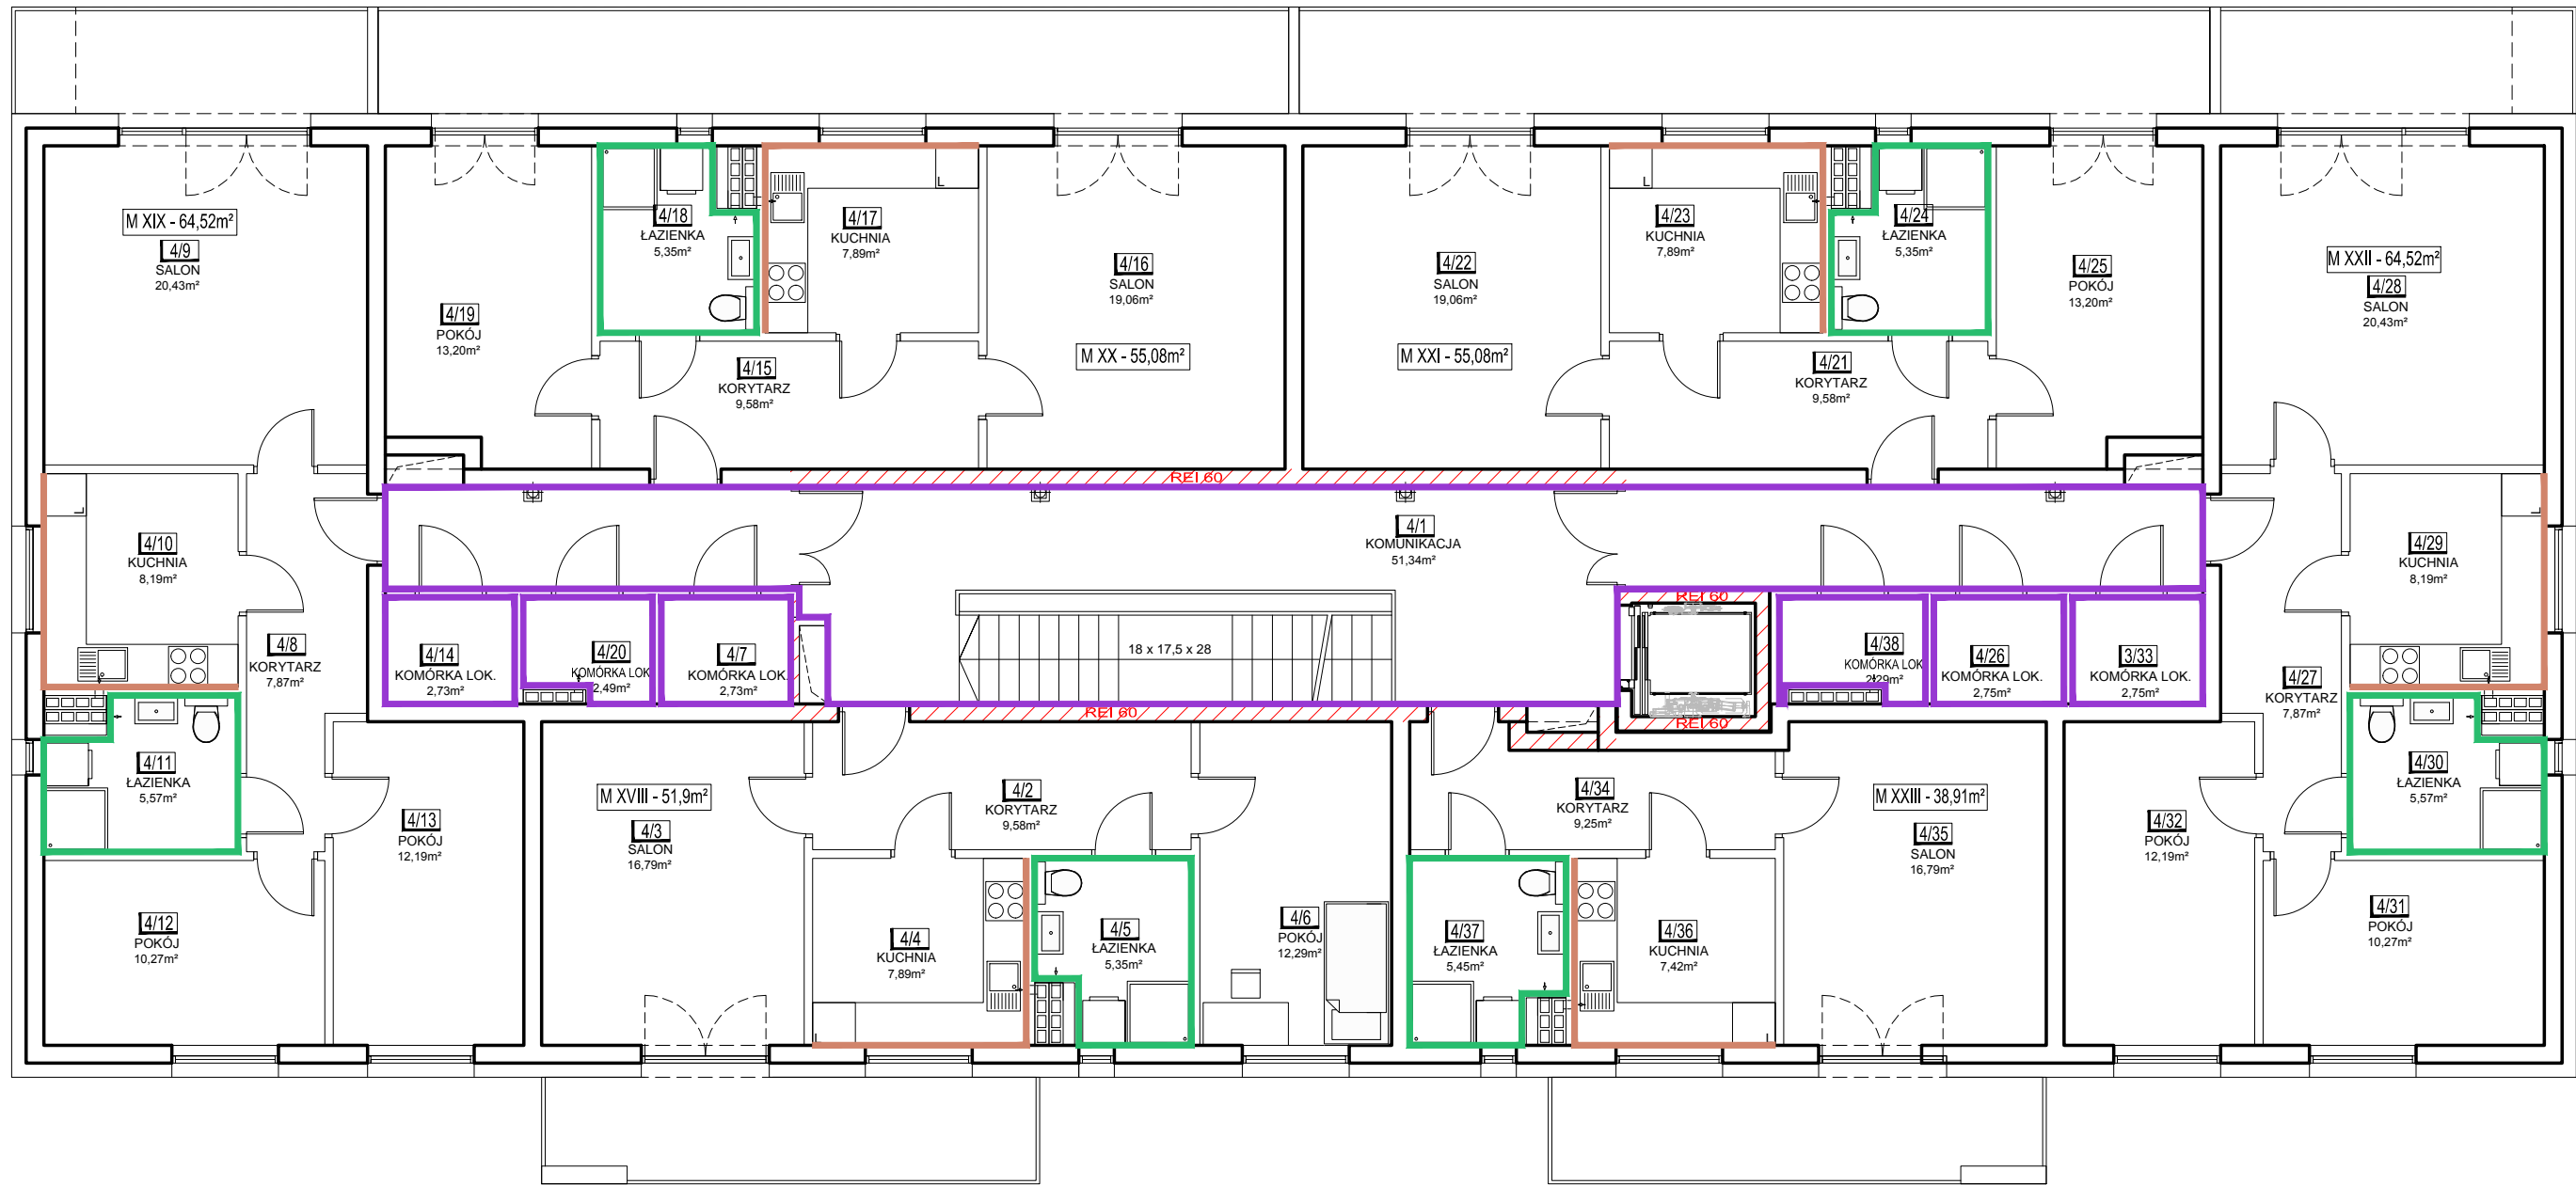 M XIX - 64,52m²
4/9
SALON
20,43m²
4/19
POKÓJ
13,20m²
4/18
ŁAZIENKA
5,35m²
4/17
KUCHNIA
7,89m²
4/16
SALON
19,06m²
M XX - 55,08m²
4/15
KORYTARZ
9,58m²
4/22
SALON
19,06m²
M XXI - 55,08m²
4/23
KUCHNIA
7,89m²
4/24
ŁAZIENKA
5,35m²
4/25
POKÓJ
13,20m²
4/21
KORYTARZ
9,58m²
M XXII - 64,52m²
4/28
SALON
20,43m²
L
L
L
L
REI 60
4/1
KOMUNIKACJA
51,34m²
4/10
KUCHNIA
8,19m²
4/8
KORYTARZ
7,87m²
4/14
KOMÓRKA LOK.
2,73m²
4/20
KOMÓRKA LOK.
2,49m²
4/7
KOMÓRKA LOK.
2,73m²
18 x 17,5 x 28
REI 60
REI 60
REI 60
4/38
KOMÓRKA LOK.
2,29m²
4/26
KOMÓRKA LOK.
2,75m²
3/33
KOMÓRKA LOK.
2,75m²
4/29
KUCHNIA
8,19m²
4/27
KORYTARZ
7,87m²
4/11
ŁAZIENKA
5,57m²
4/13
POKÓJ
12,19m²
4/12
POKÓJ
10,27m²
M XVIII - 51,9m²
4/3
SALON
16,79m²
4/2
KORYTARZ
9,58m²
4/4
KUCHNIA
7,89m²
4/5
ŁAZIENKA
5,35m²
4/6
POKÓJ
12,29m²
4/34
KORYTARZ
9,25m²
4/37
ŁAZIENKA
5,45m²
4/36
KUCHNIA
7,42m²
M XXIII - 38,91m²
4/35
SALON
16,79m²
4/32
POKÓJ
12,19m²
4/30
ŁAZIENKA
5,57m²
4/31
POKÓJ
10,27m²
L
L